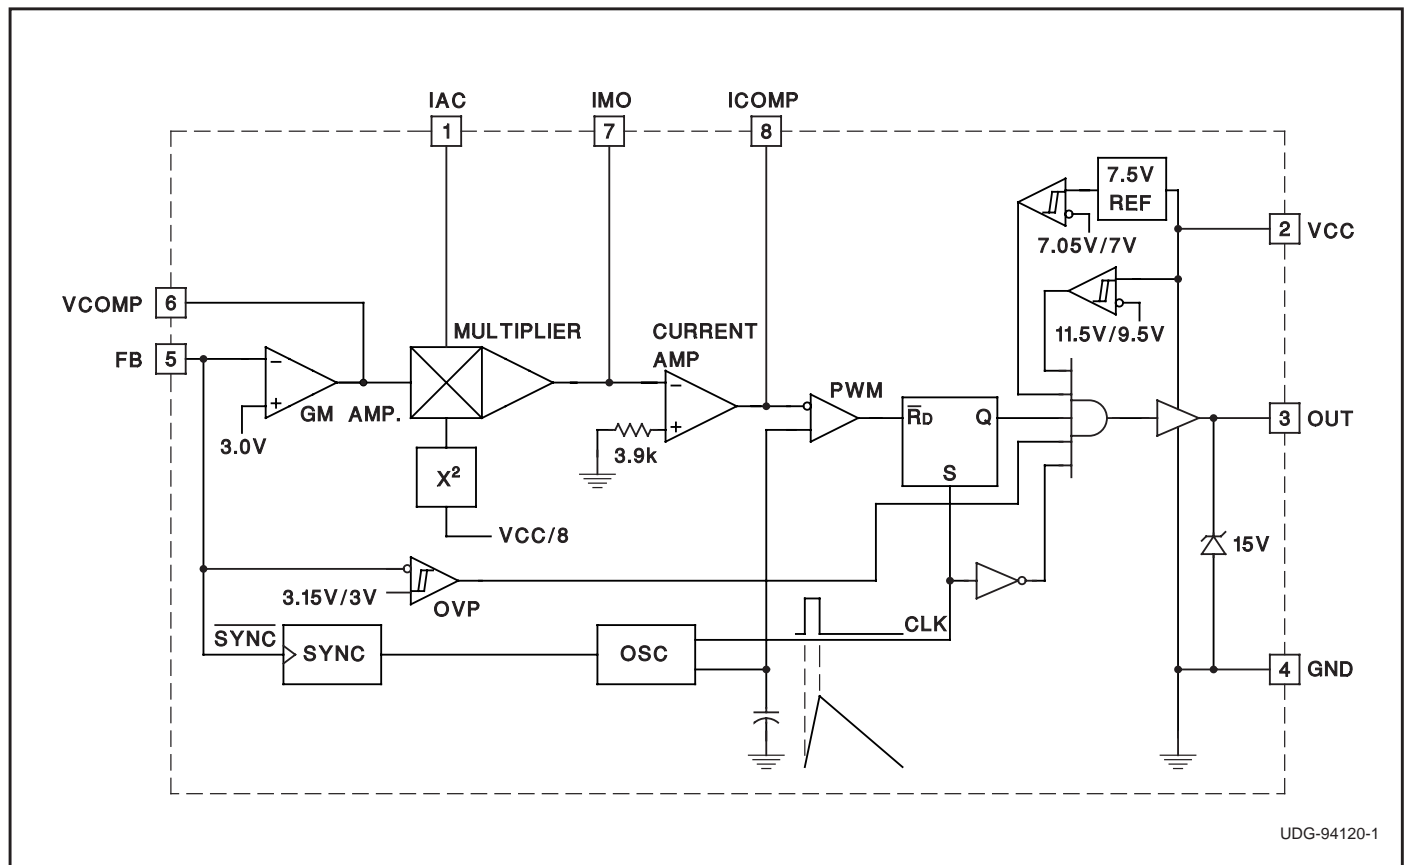 IAC
IMO
ICOMP
1
7
8
7.5V
REF
7.05V/7V
2 VCC
VCOMP 6
11.5V/9.5V
MULTIPLIER
CURRENT
AMP
FB 5
−
+
GM AMP.
3.0V
−
+
3.9k
PWM
R̅D Q
S
3 OUT
X²
VCC/8
15V
3.15V/3V
OVP
CLK
S̅Y̅N̅C̅
SYNC
OSC
4 GND
UDG-94120-1